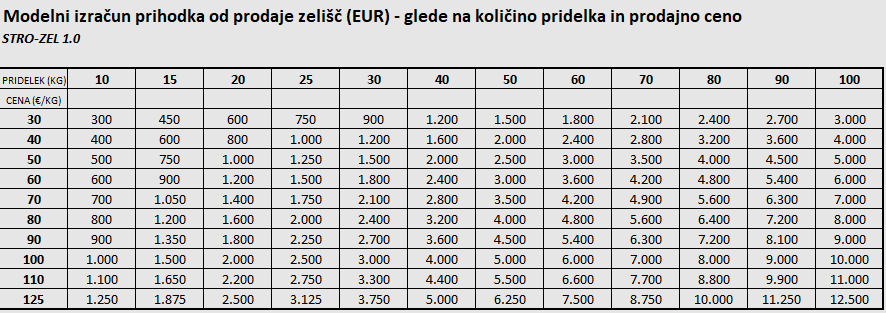 Modelni izračun prihodka od prodaje zelišč (EUR) - glede na količino pridelka in prodajno ceno
STRO-ZEL 1.0
PRIDELEK (KG) 10 15 20 25 30 40 50 60 70 80 90 100
CENA (€/KG)
30 300 450 600 750 900 1.200 1.500 1.800 2.100 2.400 2.700 3.000
40 400 600 800 1.000 1.200 1.600 2.000 2.400 2.800 3.200 3.600 4.000
50 500 750 1.000 1.250 1.500 2.000 2.500 3.000 3.500 4.000 4.500 5.000
60 600 900 1.200 1.500 1.800 2.400 3.000 3.600 4.200 4.800 5.400 6.000
70 700 1.050 1.400 1.750 2.100 2.800 3.500 4.200 4.900 5.600 6.300 7.000
80 800 1.200 1.600 2.000 2.400 3.200 4.000 4.800 5.600 6.400 7.200 8.000
90 900 1.350 1.800 2.250 2.700 3.600 4.500 5.400 6.300 7.200 8.100 9.000
100 1.000 1.500 2.000 2.500 3.000 4.000 5.000 6.000 7.000 8.000 9.000 10.000
110 1.100 1.650 2.200 2.750 3.300 4.400 5.500 6.600 7.700 8.800 9.900 11.000
125 1.250 1.875 2.500 3.125 3.750 5.000 6.250 7.500 8.750 10.000 11.250 12.500